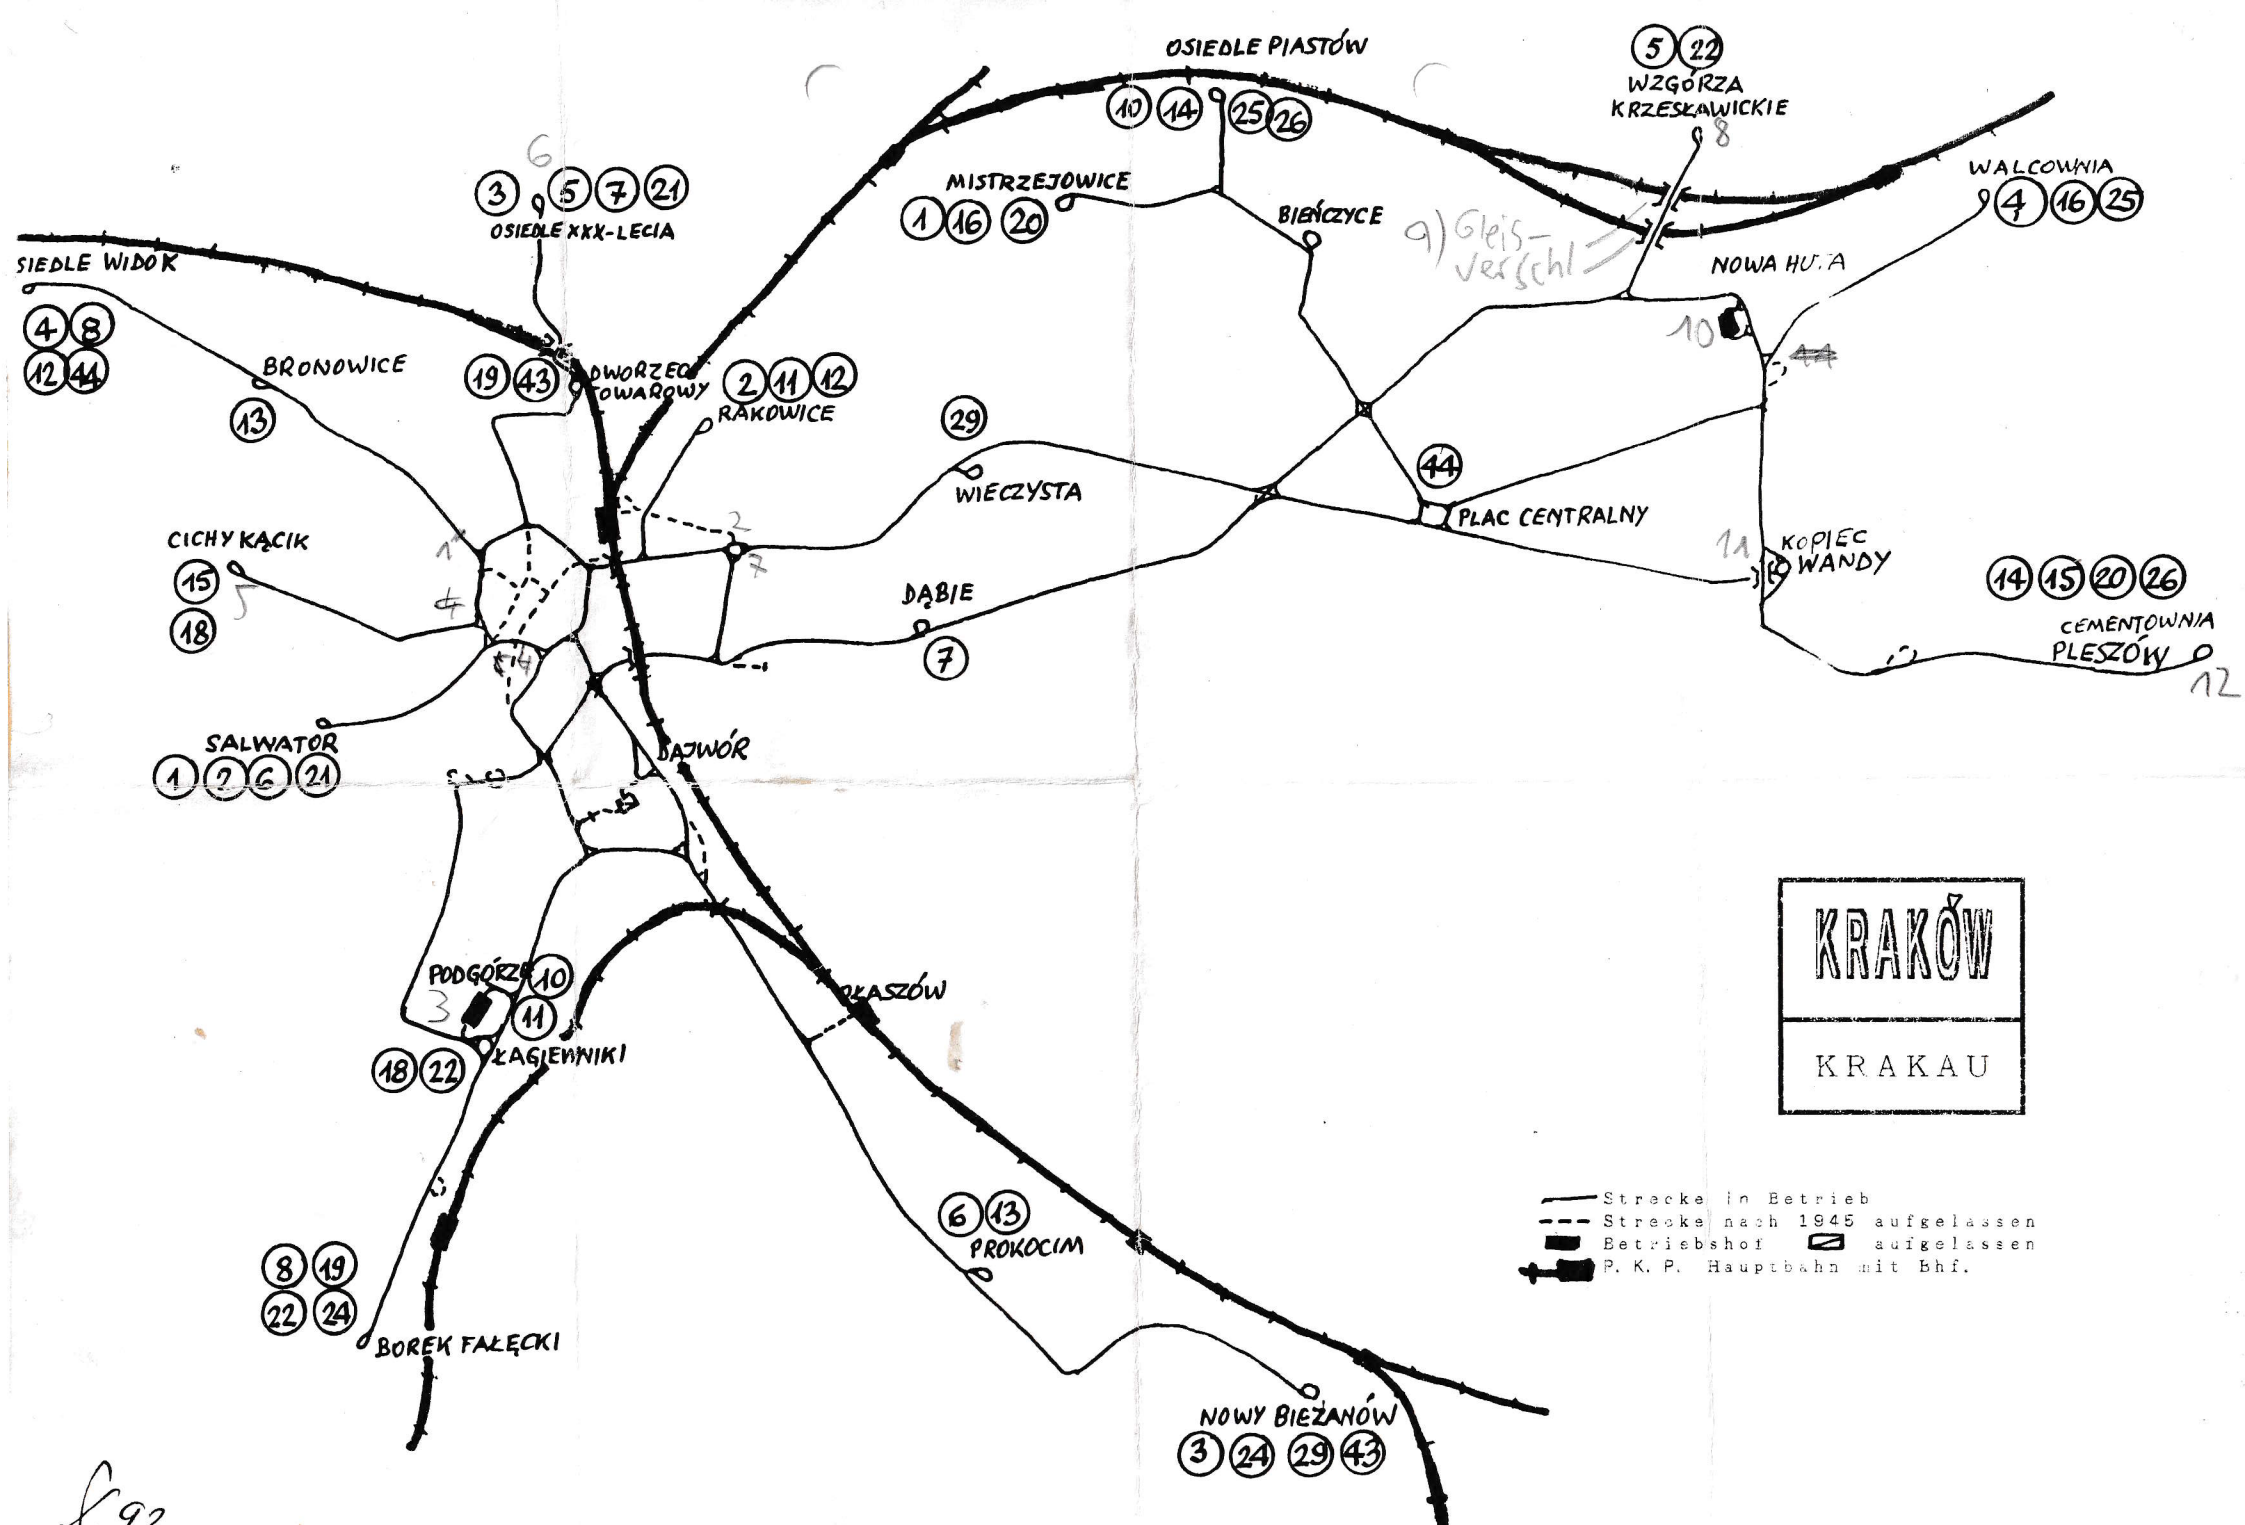 OSIEDLE PIASTÓW
10 14 25 26
5 22
WZGÓRZA
KRZESŁAWICKIE
8
WALCOWNIA
4 16 25
6
3 5 7 21
OSIEDLE XXX-LECIA
MISTRZEJOWICE
1 16 20
BIEŃCZYCE
9) Gleis-
verschl
NOWA HU.A
10
SIEDLE WIDOK
4 8
12 44
BRONOWICE
13
19 43
DWORZEC
TOWAROWY
2 11 12
RAKOWICE
29
WIECZYSTA
44
PLAC CENTRALNY
CICHY KĄCIK
15
5
18
1
4
2
7
11
KOPIEC
WANDY
14 15 20 26
CEMENTOWNIA
PLESZÓW
12
DĄBIE
7
SALWATOR
1 2 6 21
DAJWÓR
PODGÓRZE 10
3
11
ŁAGIEWNIKI
18 22
PŁASZÓW
KRAKÓW
KRAKAU
6 13
PROKOCIM
Strecke in Betrieb
Strecke nach 1945 aufgelassen
Betriebshof aufgelassen
P. K. P. Hauptbahn mit Bhf.
8 19
22 24
BOREK FAŁĘCKI
NOWY BIEŻANÓW
3 24 29 43
92